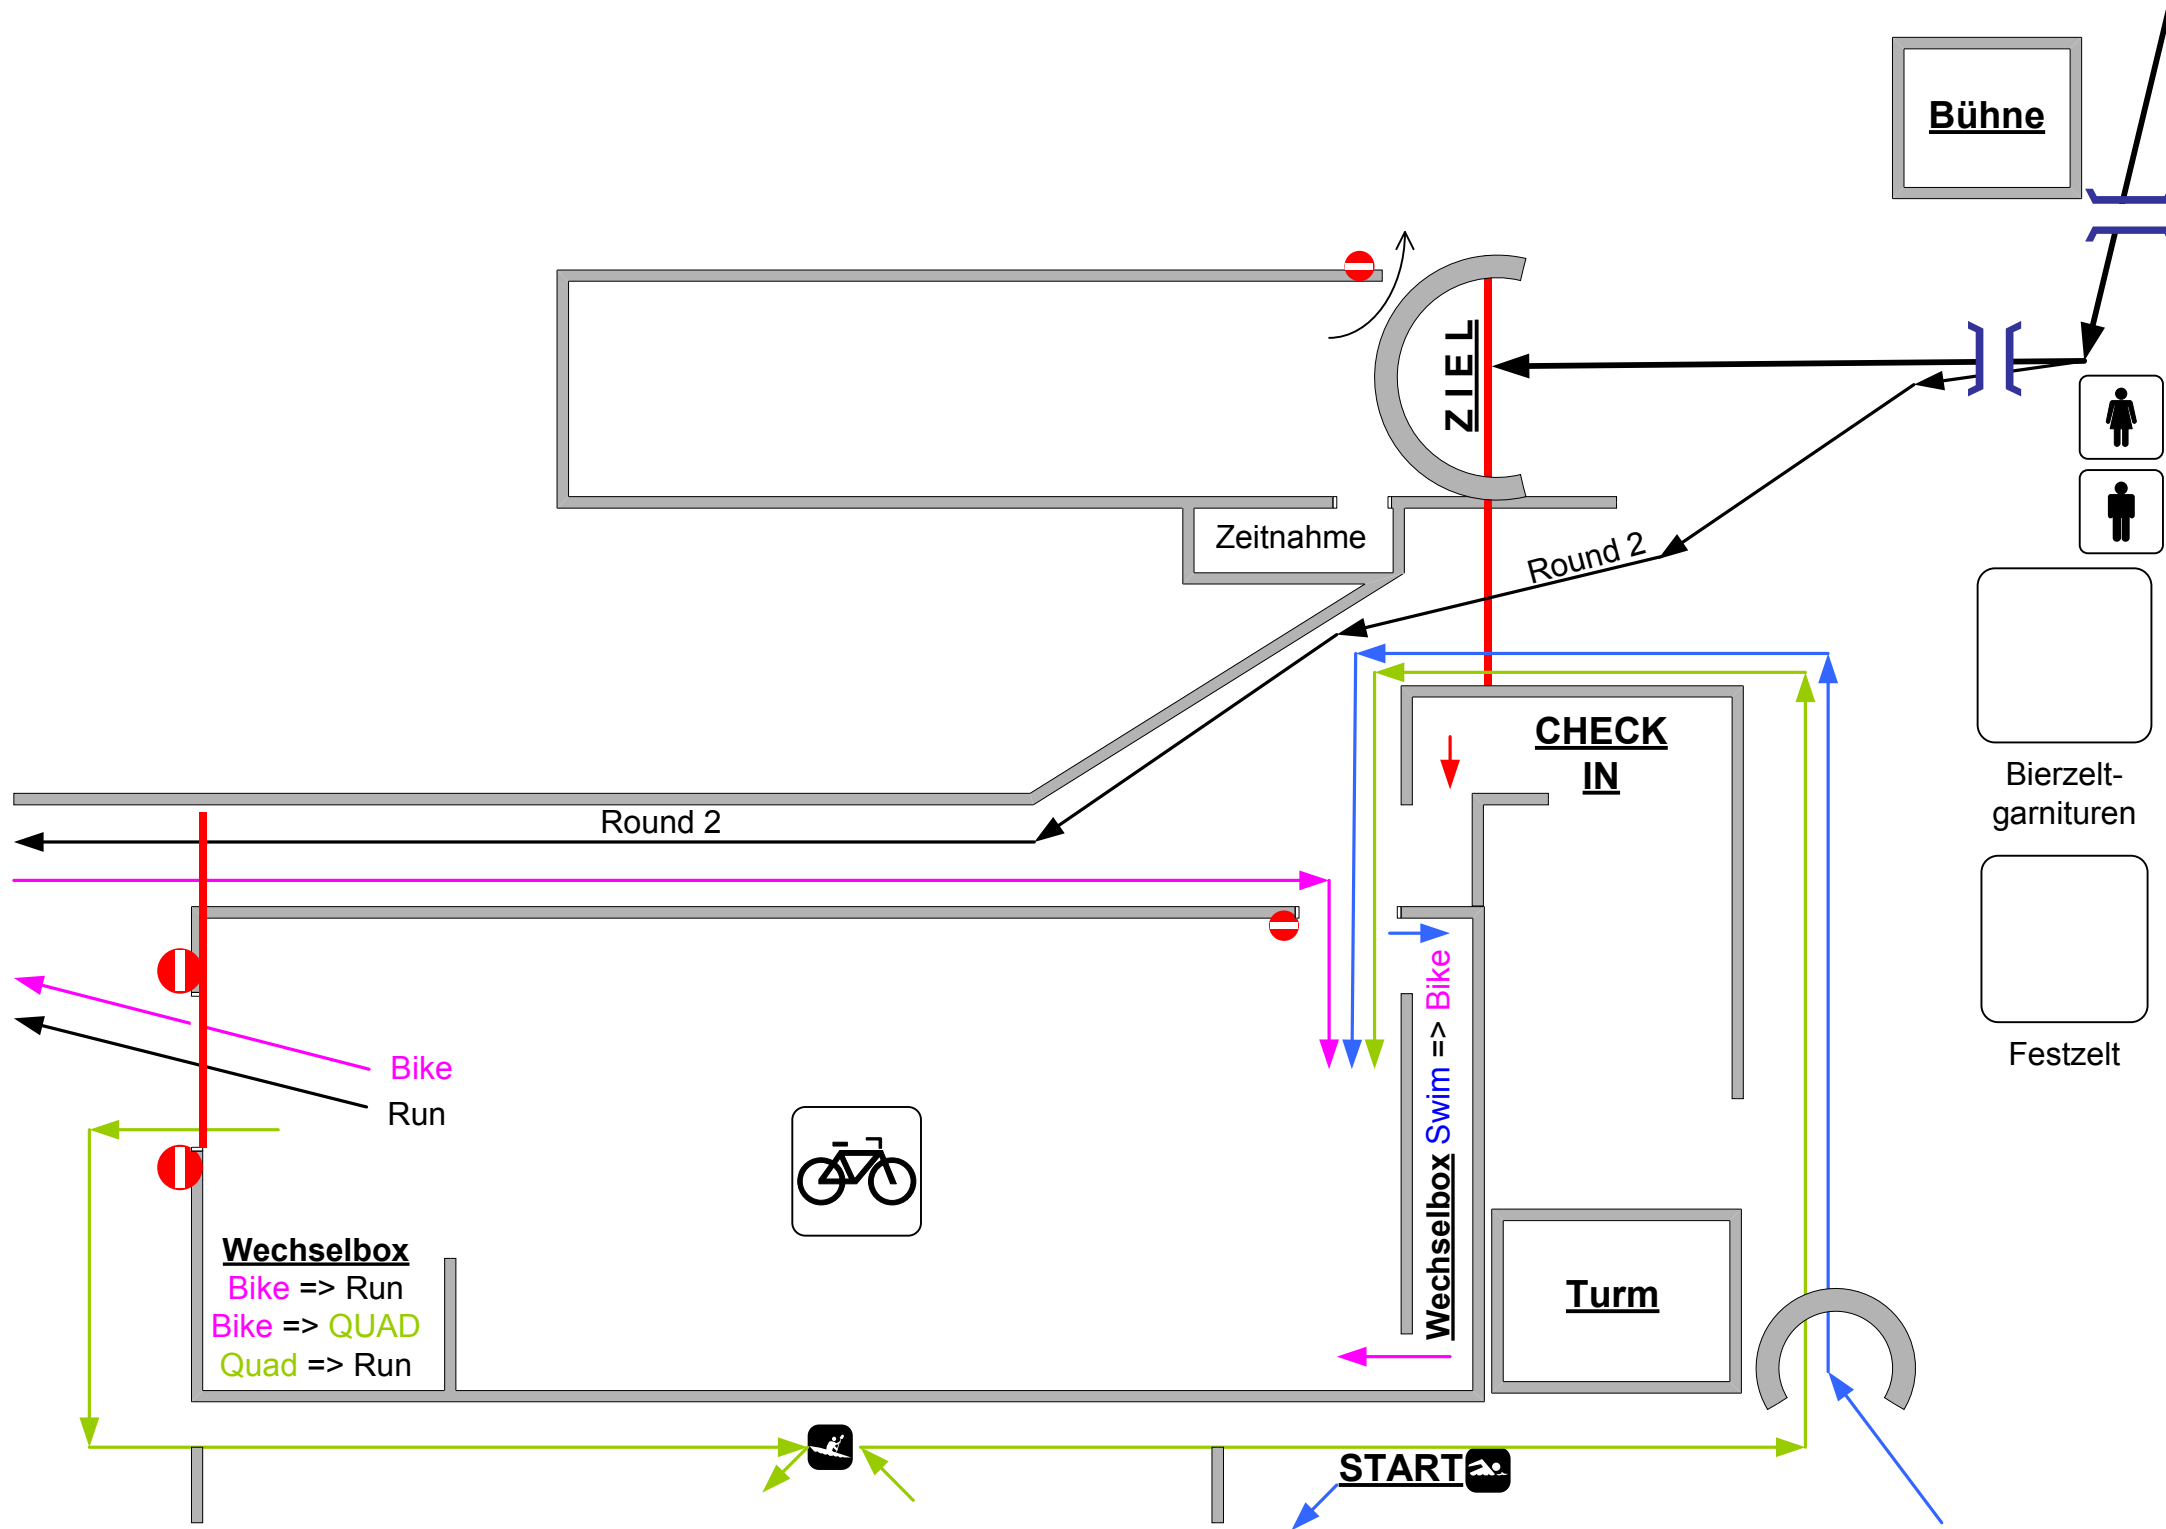 Bühne
ZIEL
Zeitnahme
Round 2
CHECK
IN
Bierzelt-
garnituren
Round 2
Festzelt
Bike
Run
Wechselbox Swim => Bike
Wechselbox
Bike => Run
Bike => QUAD
Quad => Run
Turm
START